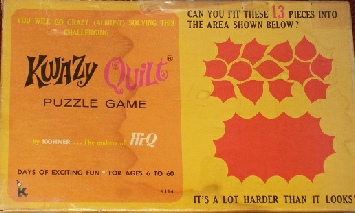 YOU WILL GO CRAZY (ALMOST) SOLVING THIS
CHALLENGING
KWAZY QUILT®
PUZZLE GAME
by KOHNER ... The makers of Hi-Q
DAYS OF EXCITING FUN • FOR AGES 6 TO 60
K
CAN YOU FIT THESE 13 PIECES INTO
THE AREA SHOWN BELOW?
IT'S A LOT HARDER THAN IT LOOKS